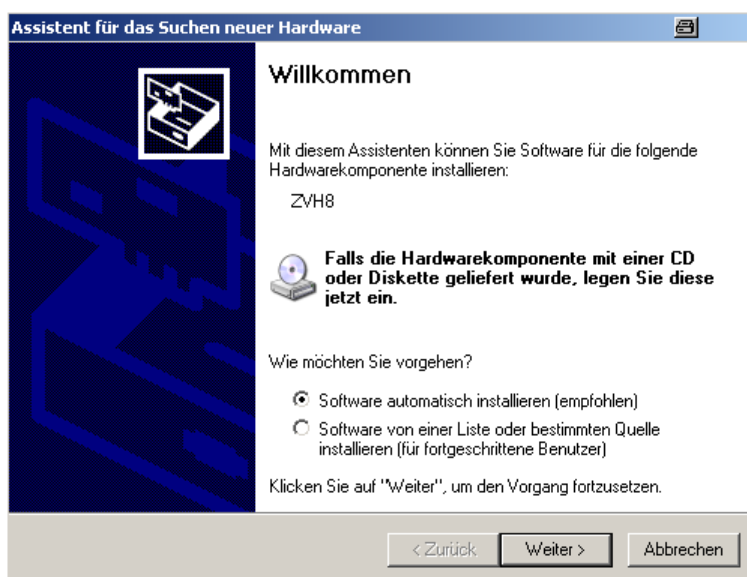 Assistent für das Suchen neuer Hardware
Willkommen
Mit diesem Assistenten können Sie Software für die folgende
Hardwarekomponente installieren:
ZVH8
Falls die Hardwarekomponente mit einer CD
oder Diskette geliefert wurde, legen Sie diese
jetzt ein.
Wie möchten Sie vorgehen?
Software automatisch installieren (empfohlen)
Software von einer Liste oder bestimmten Quelle
installieren (für fortgeschrittene Benutzer)
Klicken Sie auf "Weiter", um den Vorgang fortzusetzen.
< Zurück
Weiter >
Abbrechen